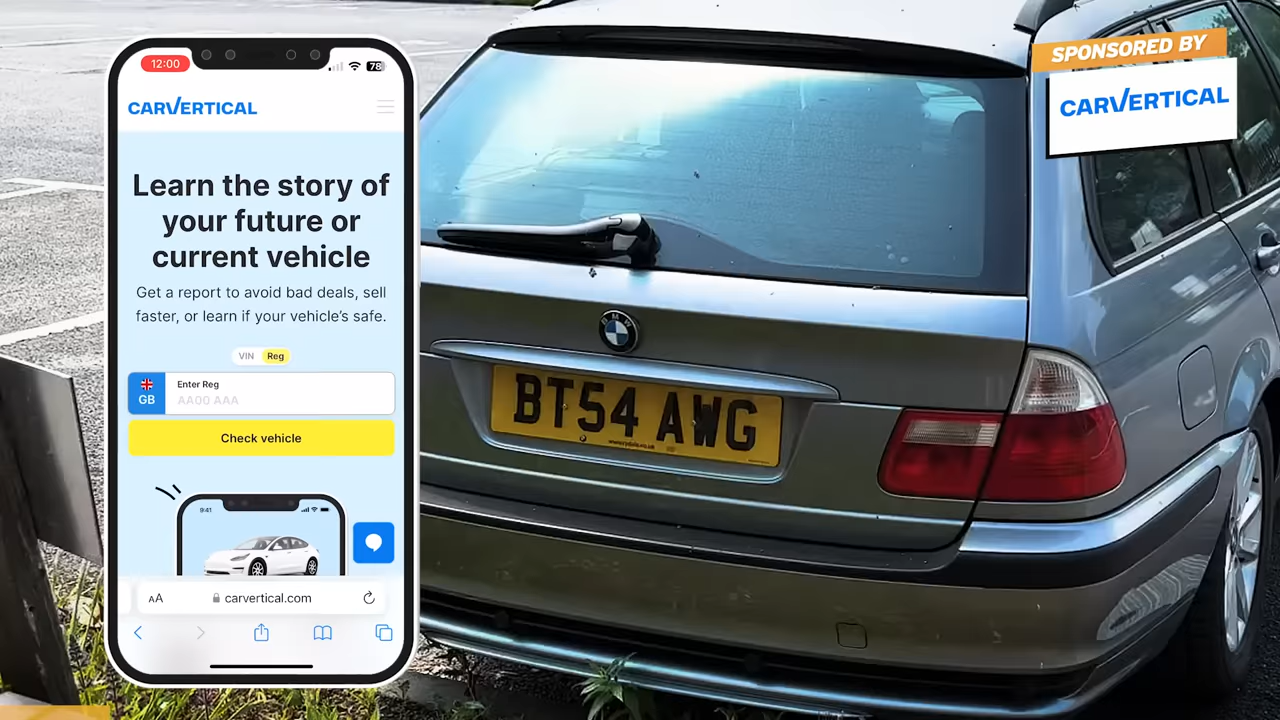 12:00
78
CARVERTICAL
Learn the story of
your future or
current vehicle
Get a report to avoid bad deals, sell
faster, or learn if your vehicle's safe.
VIN Reg
Enter Reg
GB
AA00 AAA
Check vehicle
9:41
AA carvertical.com
SPONSORED BY
CARVERTICAL
BMW
BT54 AWG